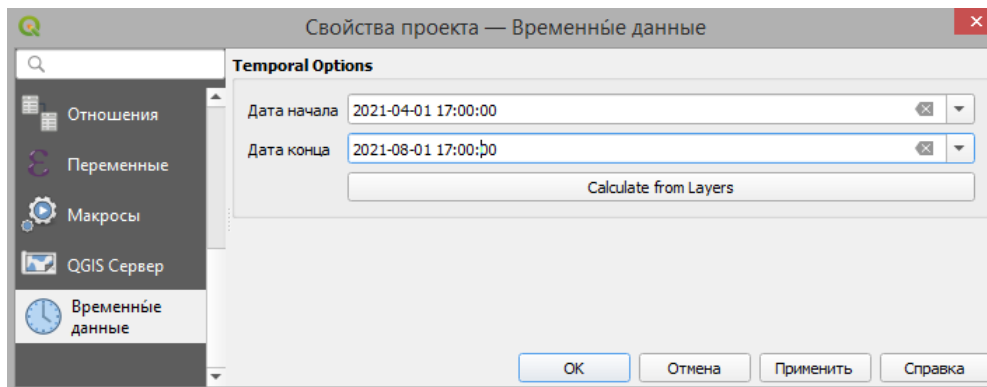 Свойства проекта — Временны́е данные
Temporal Options
Отношения
Переменные
Макросы
QGIS Сервер
Временны́е
данные
Дата начала 2021-04-01 17:00:00
Дата конца 2021-08-01 17:00:00
Calculate from Layers
OK Отмена Применить Справка